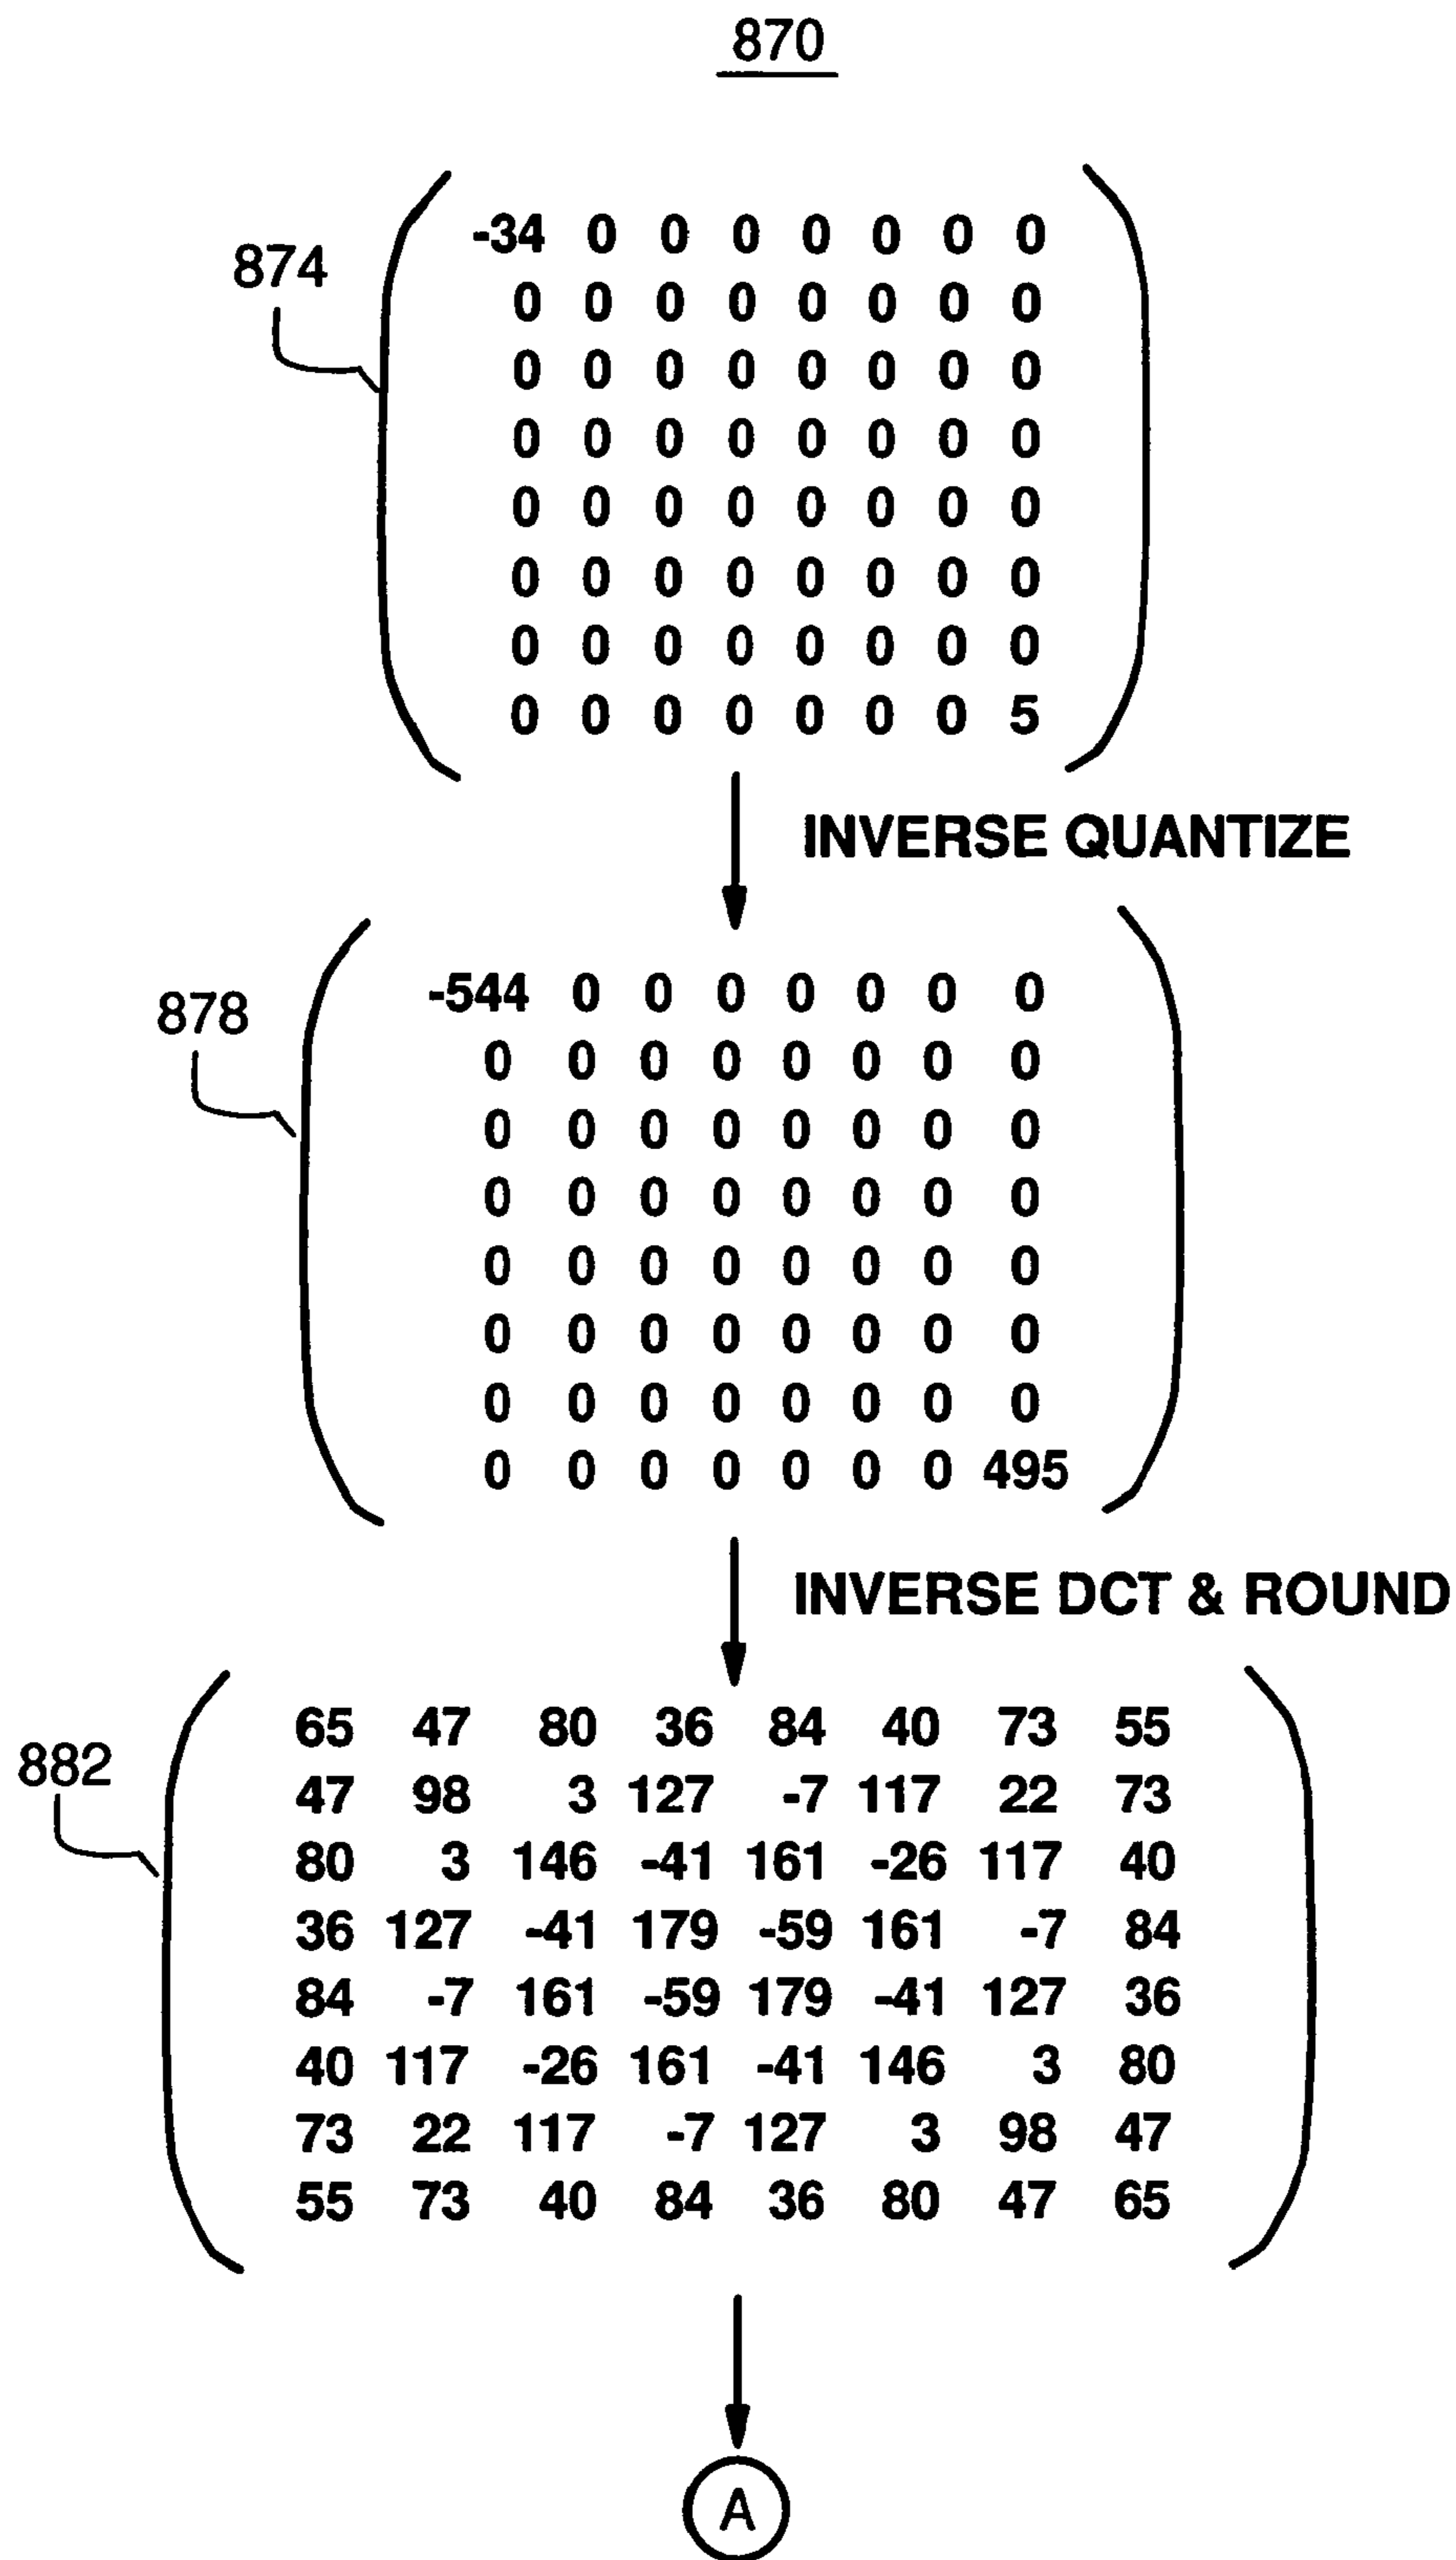 870
874
-34 0 0 0 0 0 0 0
0 0 0 0 0 0 0 0
0 0 0 0 0 0 0 0
0 0 0 0 0 0 0 0
0 0 0 0 0 0 0 0
0 0 0 0 0 0 0 0
0 0 0 0 0 0 0 0
0 0 0 0 0 0 0 5
INVERSE QUANTIZE
878
-544 0 0 0 0 0 0 0
0 0 0 0 0 0 0 0
0 0 0 0 0 0 0 0
0 0 0 0 0 0 0 0
0 0 0 0 0 0 0 0
0 0 0 0 0 0 0 0
0 0 0 0 0 0 0 0
0 0 0 0 0 0 0 495
INVERSE DCT & ROUND
882
65 47 80 36 84 40 73 55
47 98 3 127 -7 117 22 73
80 3 146 -41 161 -26 117 40
36 127 -41 179 -59 161 -7 84
84 -7 161 -59 179 -41 127 36
40 117 -26 161 -41 146 3 80
73 22 117 -7 127 3 98 47
55 73 40 84 36 80 47 65
A